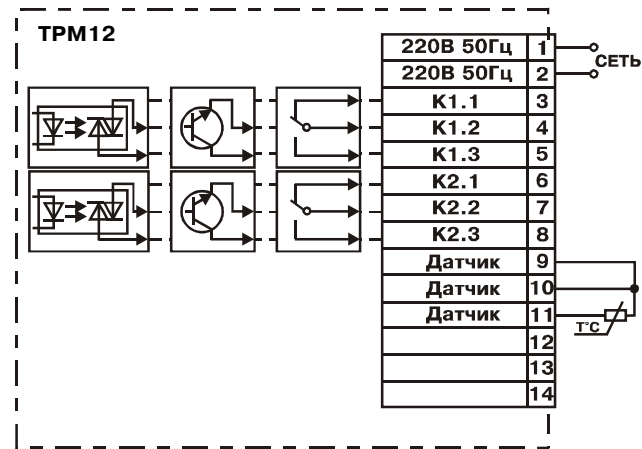 ТРМ12
220В 50Гц 1
220В 50Гц 2
СЕТЬ
К1.1 3
К1.2 4
К1.3 5
К2.1 6
К2.2 7
К2.3 8
Датчик 9
Датчик 10
Датчик 11
T°C
12
13
14